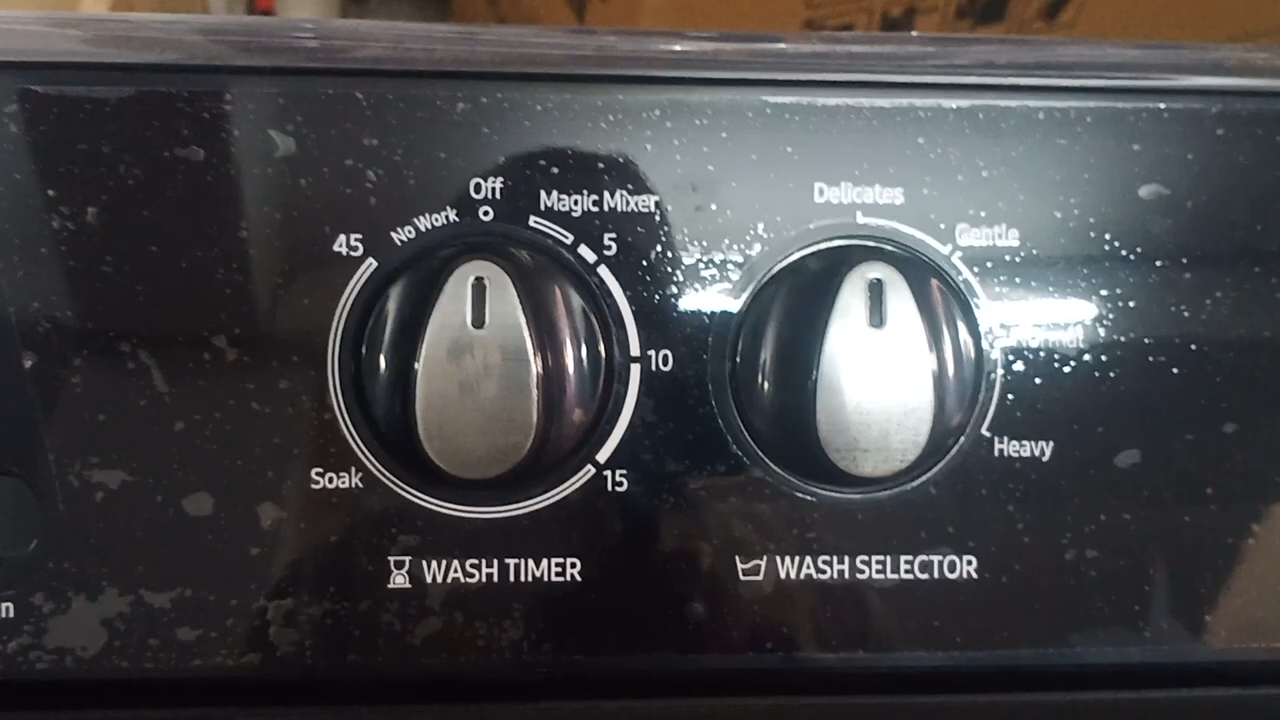 Off
Magic Mixer
No Work
45
5
10
Soak
15
WASH TIMER
Delicates
Gentle
Normal
Heavy
WASH SELECTOR
n